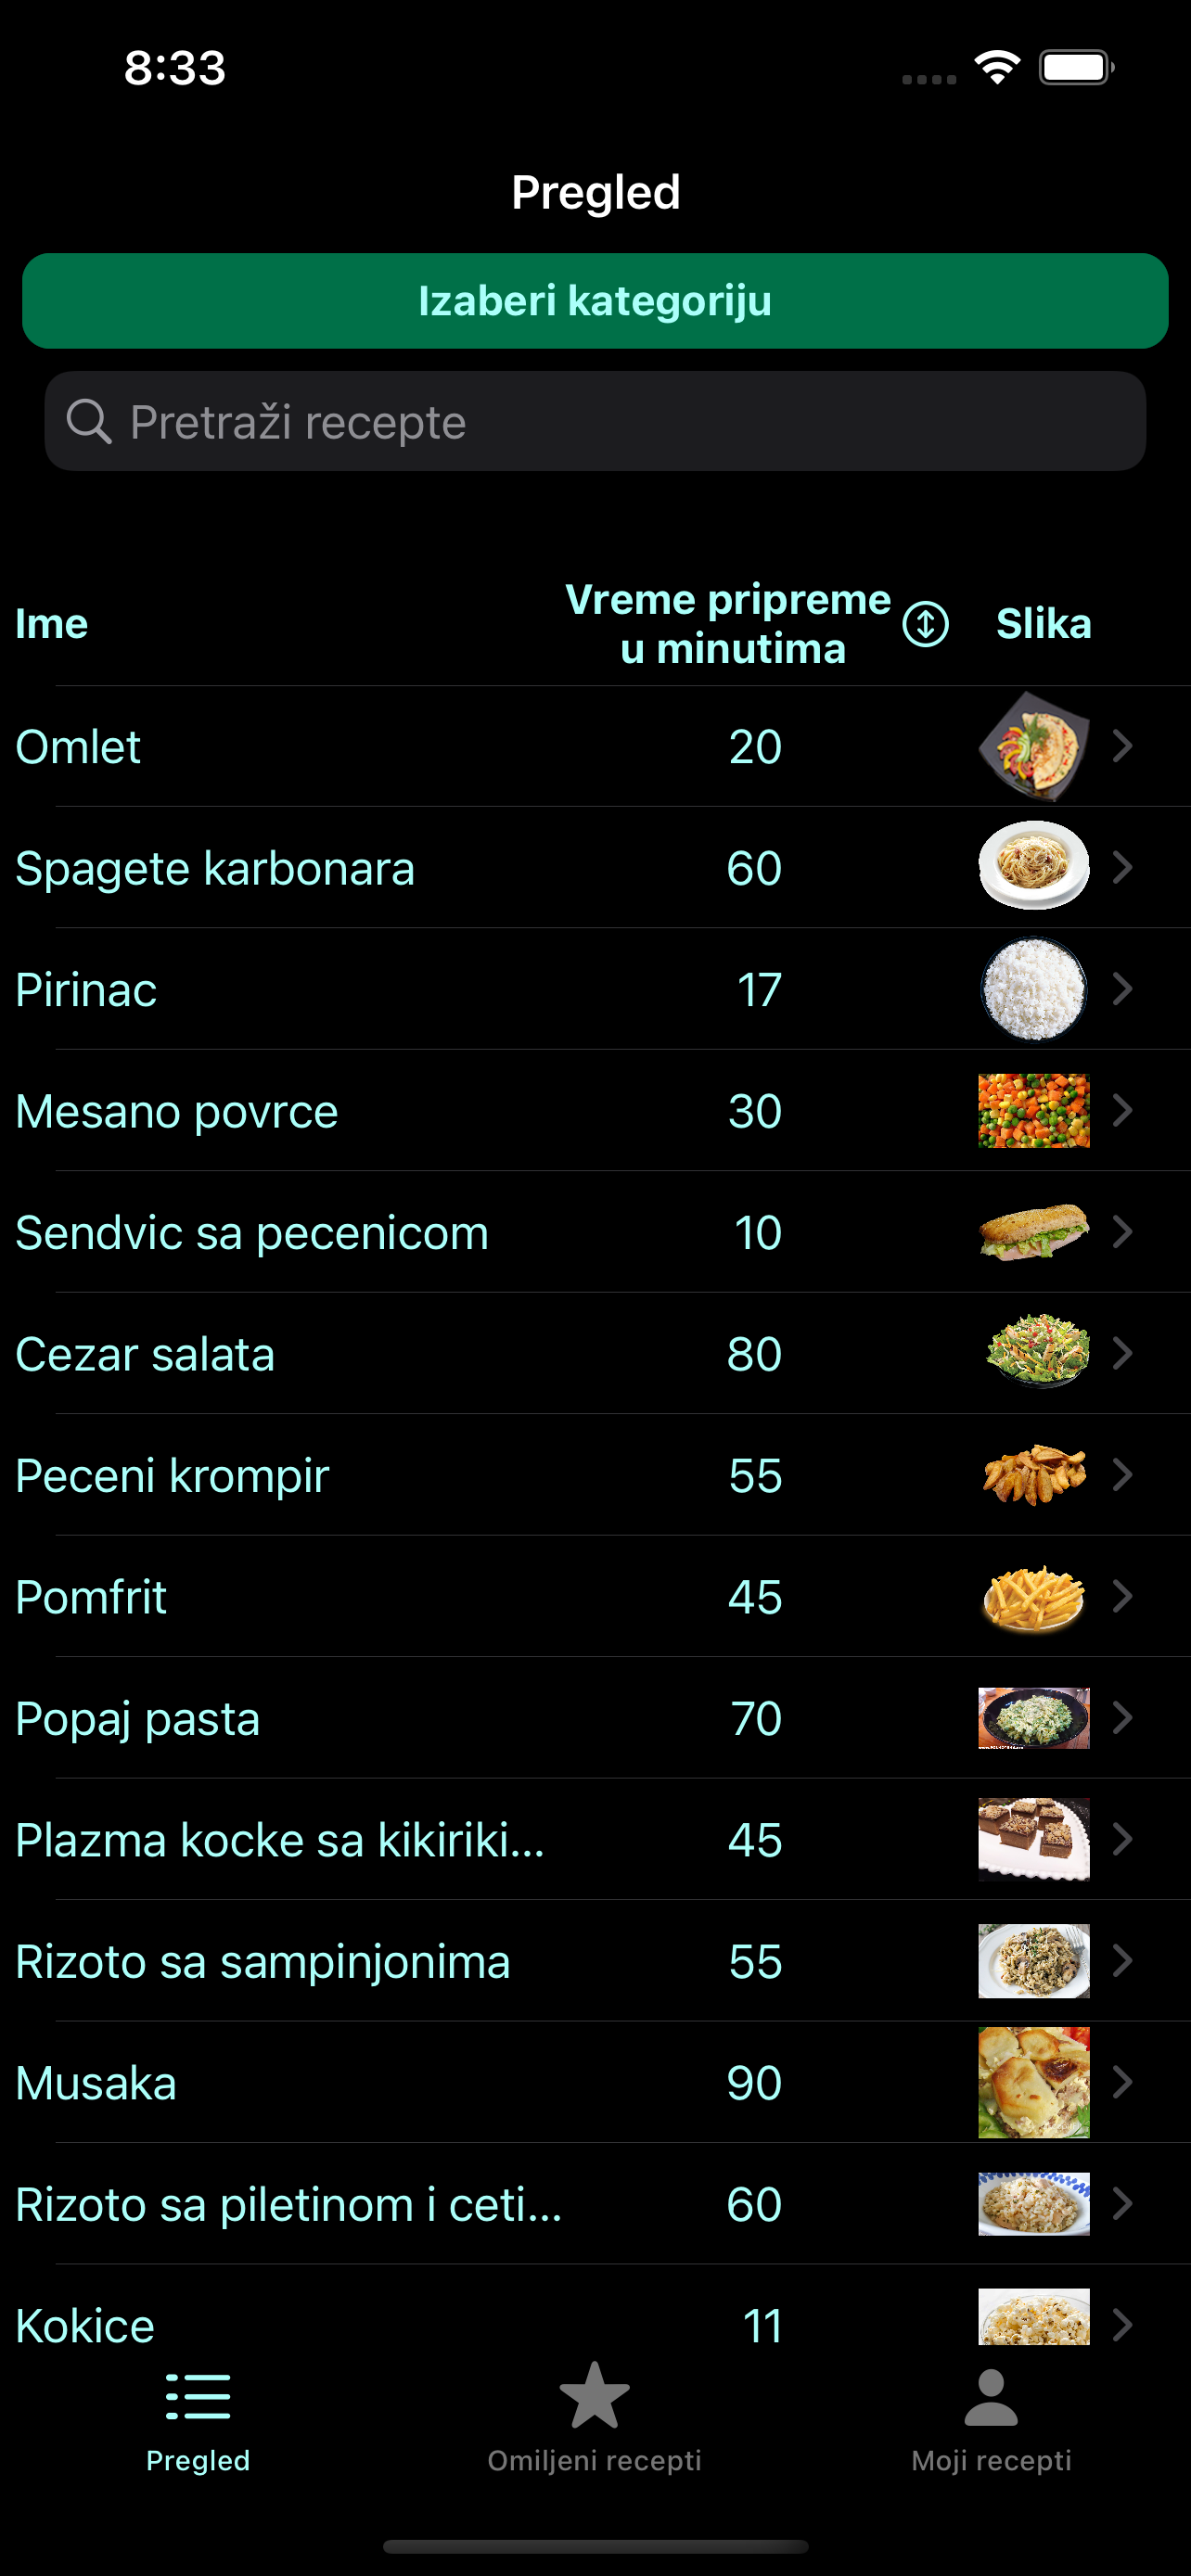 8:33
Pregled
Izaberi kategoriju
Pretraži recepte
Ime
Vreme pripreme
u minutima
Slika
Omlet 20
Spagete karbonara 60
Pirinac 17
Mesano povrce 30
Sendvic sa pecenicom 10
Cezar salata 80
Peceni krompir 55
Pomfrit 45
Popaj pasta 70
Plazma kocke sa kikiriki... 45
Rizoto sa sampinjonima 55
Musaka 90
Rizoto sa piletinom i ceti... 60
Kokice 11
Pregled
Omiljeni recepti
Moji recepti